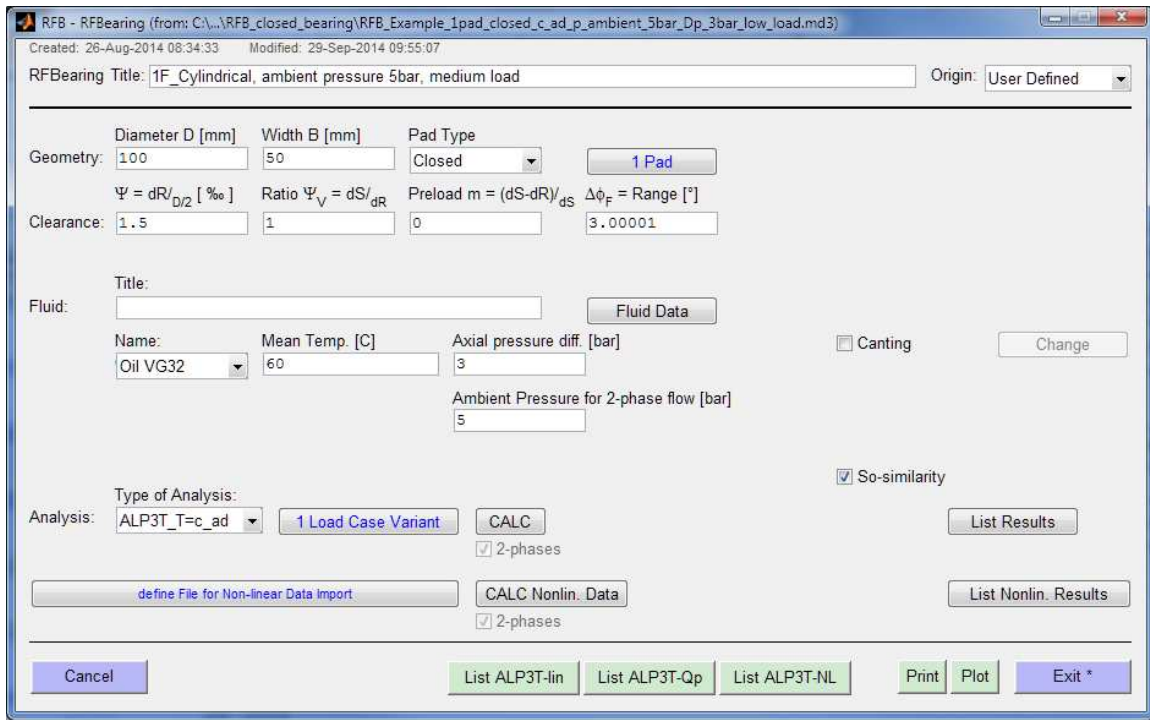 RFB - RFBearing (from: C:\...\RFB_closed_bearing\RFB_Example_1pad_closed_c_ad_p_ambient_5bar_Dp_3bar_low_load.md3)
Created: 26-Aug-2014 08:34:33 Modified: 29-Sep-2014 09:55:07
RFBearing Title: 1F_Cylindrical, ambient pressure 5bar, medium load Origin: User Defined
Diameter D [mm] Width B [mm] Pad Type
Geometry: 100 50 Closed 1 Pad
Ψ = dR/D/2 [ ‰ ] Ratio ΨV = dS/dR Preload m = (dS-dR)/dS ΔϕF = Range [°]
Clearance: 1.5 1 0 3.00001
Title:
Fluid: Fluid Data
Name: Mean Temp. [C] Axial pressure diff. [bar]
Oil VG32 60 3 Canting Change
Ambient Pressure for 2-phase flow [bar]
5
So-similarity
Type of Analysis:
Analysis: ALP3T_T=c_ad 1 Load Case Variant CALC List Results
2-phases
define File for Non-linear Data Import CALC Nonlin. Data List Nonlin. Results
2-phases
Cancel List ALP3T-lin List ALP3T-Qp List ALP3T-NL Print Plot Exit *